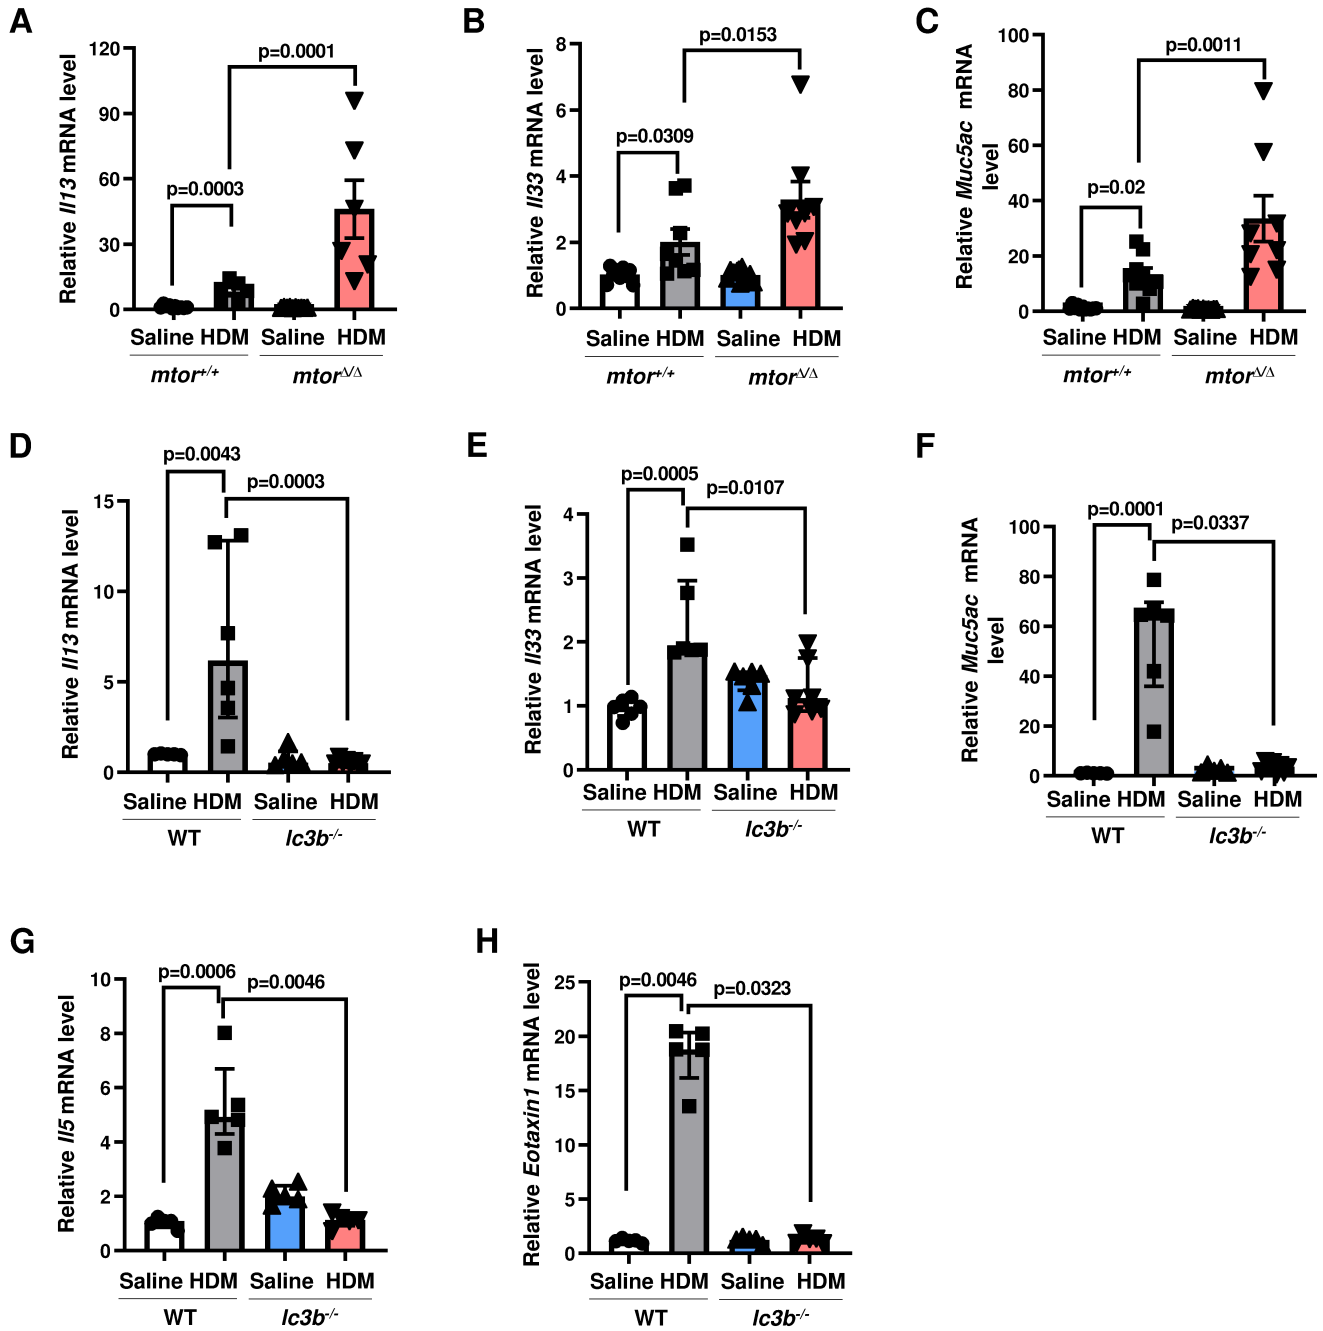 A
Relative Il13 mRNA level
120
90
60
30
0
p=0.0001
p=0.0003
Saline HDM Saline HDM
mtor+/+ mtorΔ/Δ
B
Relative Il33 mRNA level
8
6
4
2
0
p=0.0153
p=0.0309
Saline HDM Saline HDM
mtor+/+ mtorΔ/Δ
C
Relative Muc5ac mRNA
level
100
80
60
40
20
0
p=0.0011
p=0.02
Saline HDM Saline HDM
mtor+/+ mtorΔ/Δ
D
Relative Il13 mRNA level
15
10
5
0
p=0.0043
p=0.0003
Saline HDM Saline HDM
WT lc3b-/-
E
Relative Il33 mRNA level
4
3
2
1
0
p=0.0005
p=0.0107
Saline HDM Saline HDM
WT lc3b-/-
F
Relative Muc5ac mRNA
level
100
80
60
40
20
0
p=0.0001
p=0.0337
Saline HDM Saline HDM
WT lc3b-/-
G
Relative Il5 mRNA level
10
8
6
4
2
0
p=0.0006
p=0.0046
Saline HDM Saline HDM
WT lc3b-/-
H
Relative Eotaxin1 mRNA level
25
20
15
10
5
0
p=0.0046
p=0.0323
Saline HDM Saline HDM
WT lc3b-/-